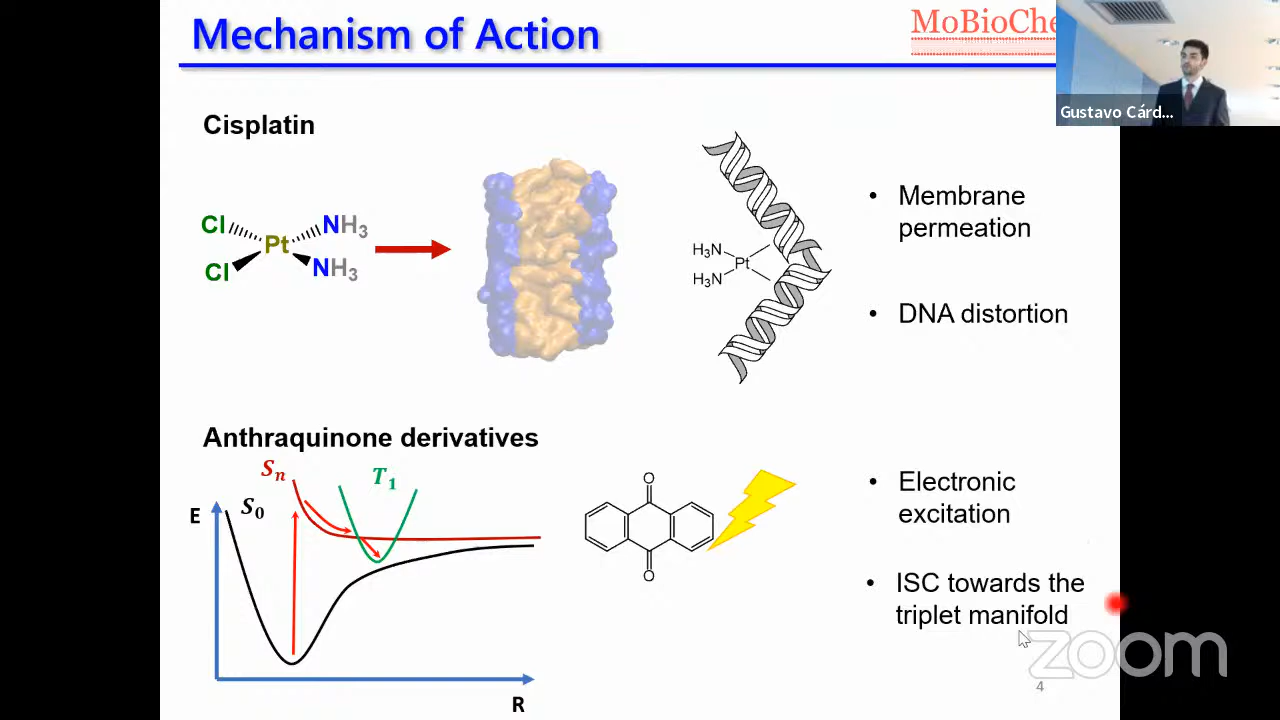 Mechanism of Action
MoBioChe
Gustavo Cárd...
Cisplatin
Cl
NH3
Pt
Cl
NH3
H3N
Pt
H3N
• Membrane
permeation
• DNA distortion
Anthraquinone derivatives
Sn
T1
S0
E
R
O
O
• Electronic
excitation
• ISC towards the
triplet manifold
zoom
4